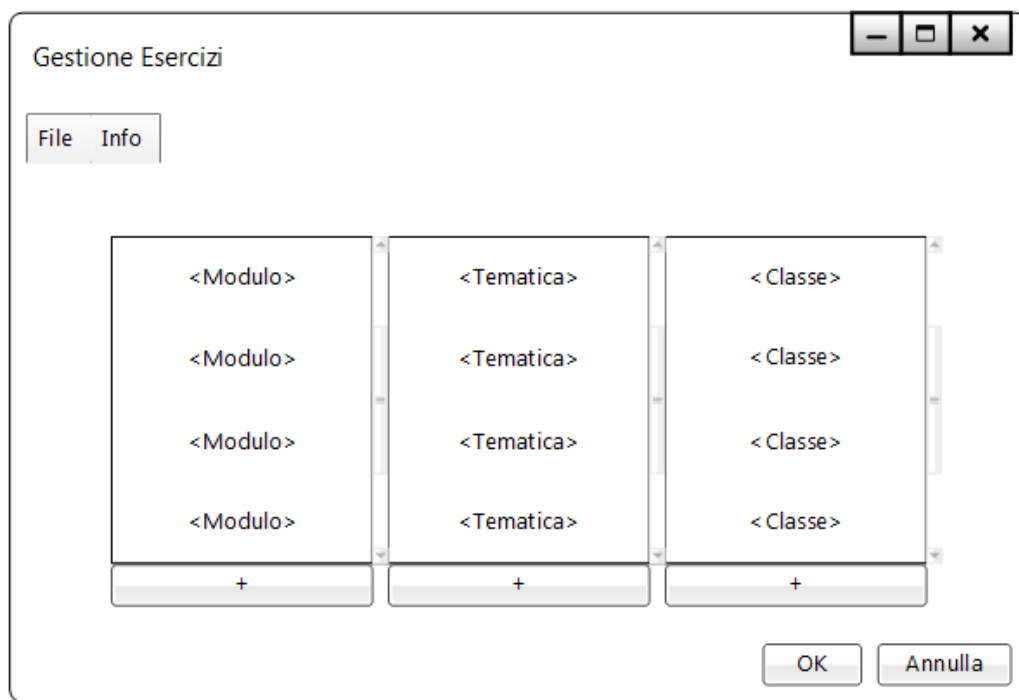 Gestione Esercizi
File Info
<Modulo> <Tematica> <Classe>
<Modulo> <Tematica> <Classe>
<Modulo> <Tematica> <Classe>
<Modulo> <Tematica> <Classe>
+ + +
OK Annulla